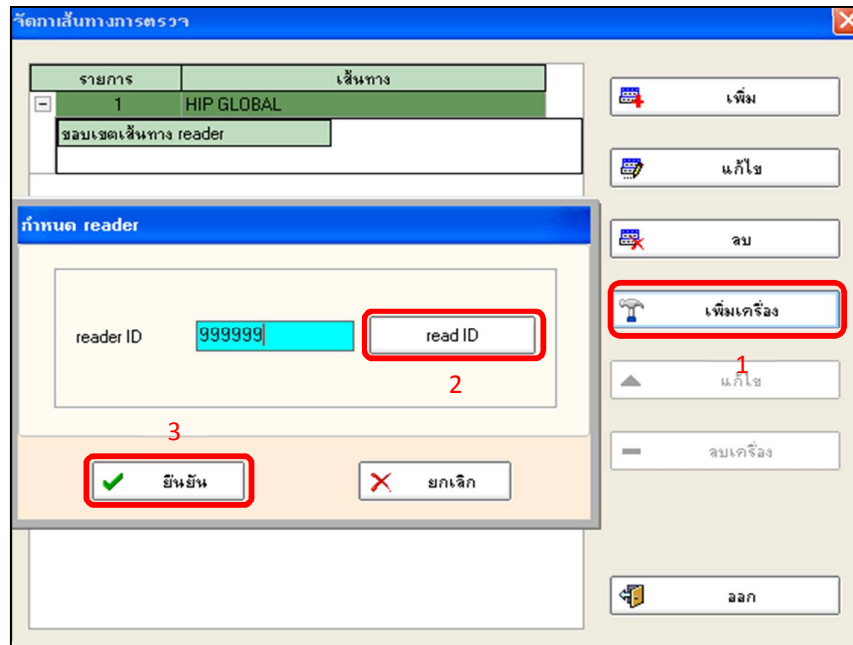 จัดกาเส้นทางการตรวจ
รายการ เส้นทาง
1 HIP GLOBAL
ขอบเขตเส้นทาง reader
เพิ่ม
แก้ไข
ลบ
เพิ่มเครื่อง
1
แก้ไข
ลบเครื่อง
ออก
กำหนด reader
reader ID 999999 read ID
2
3
ยืนยัน ยกเลิก